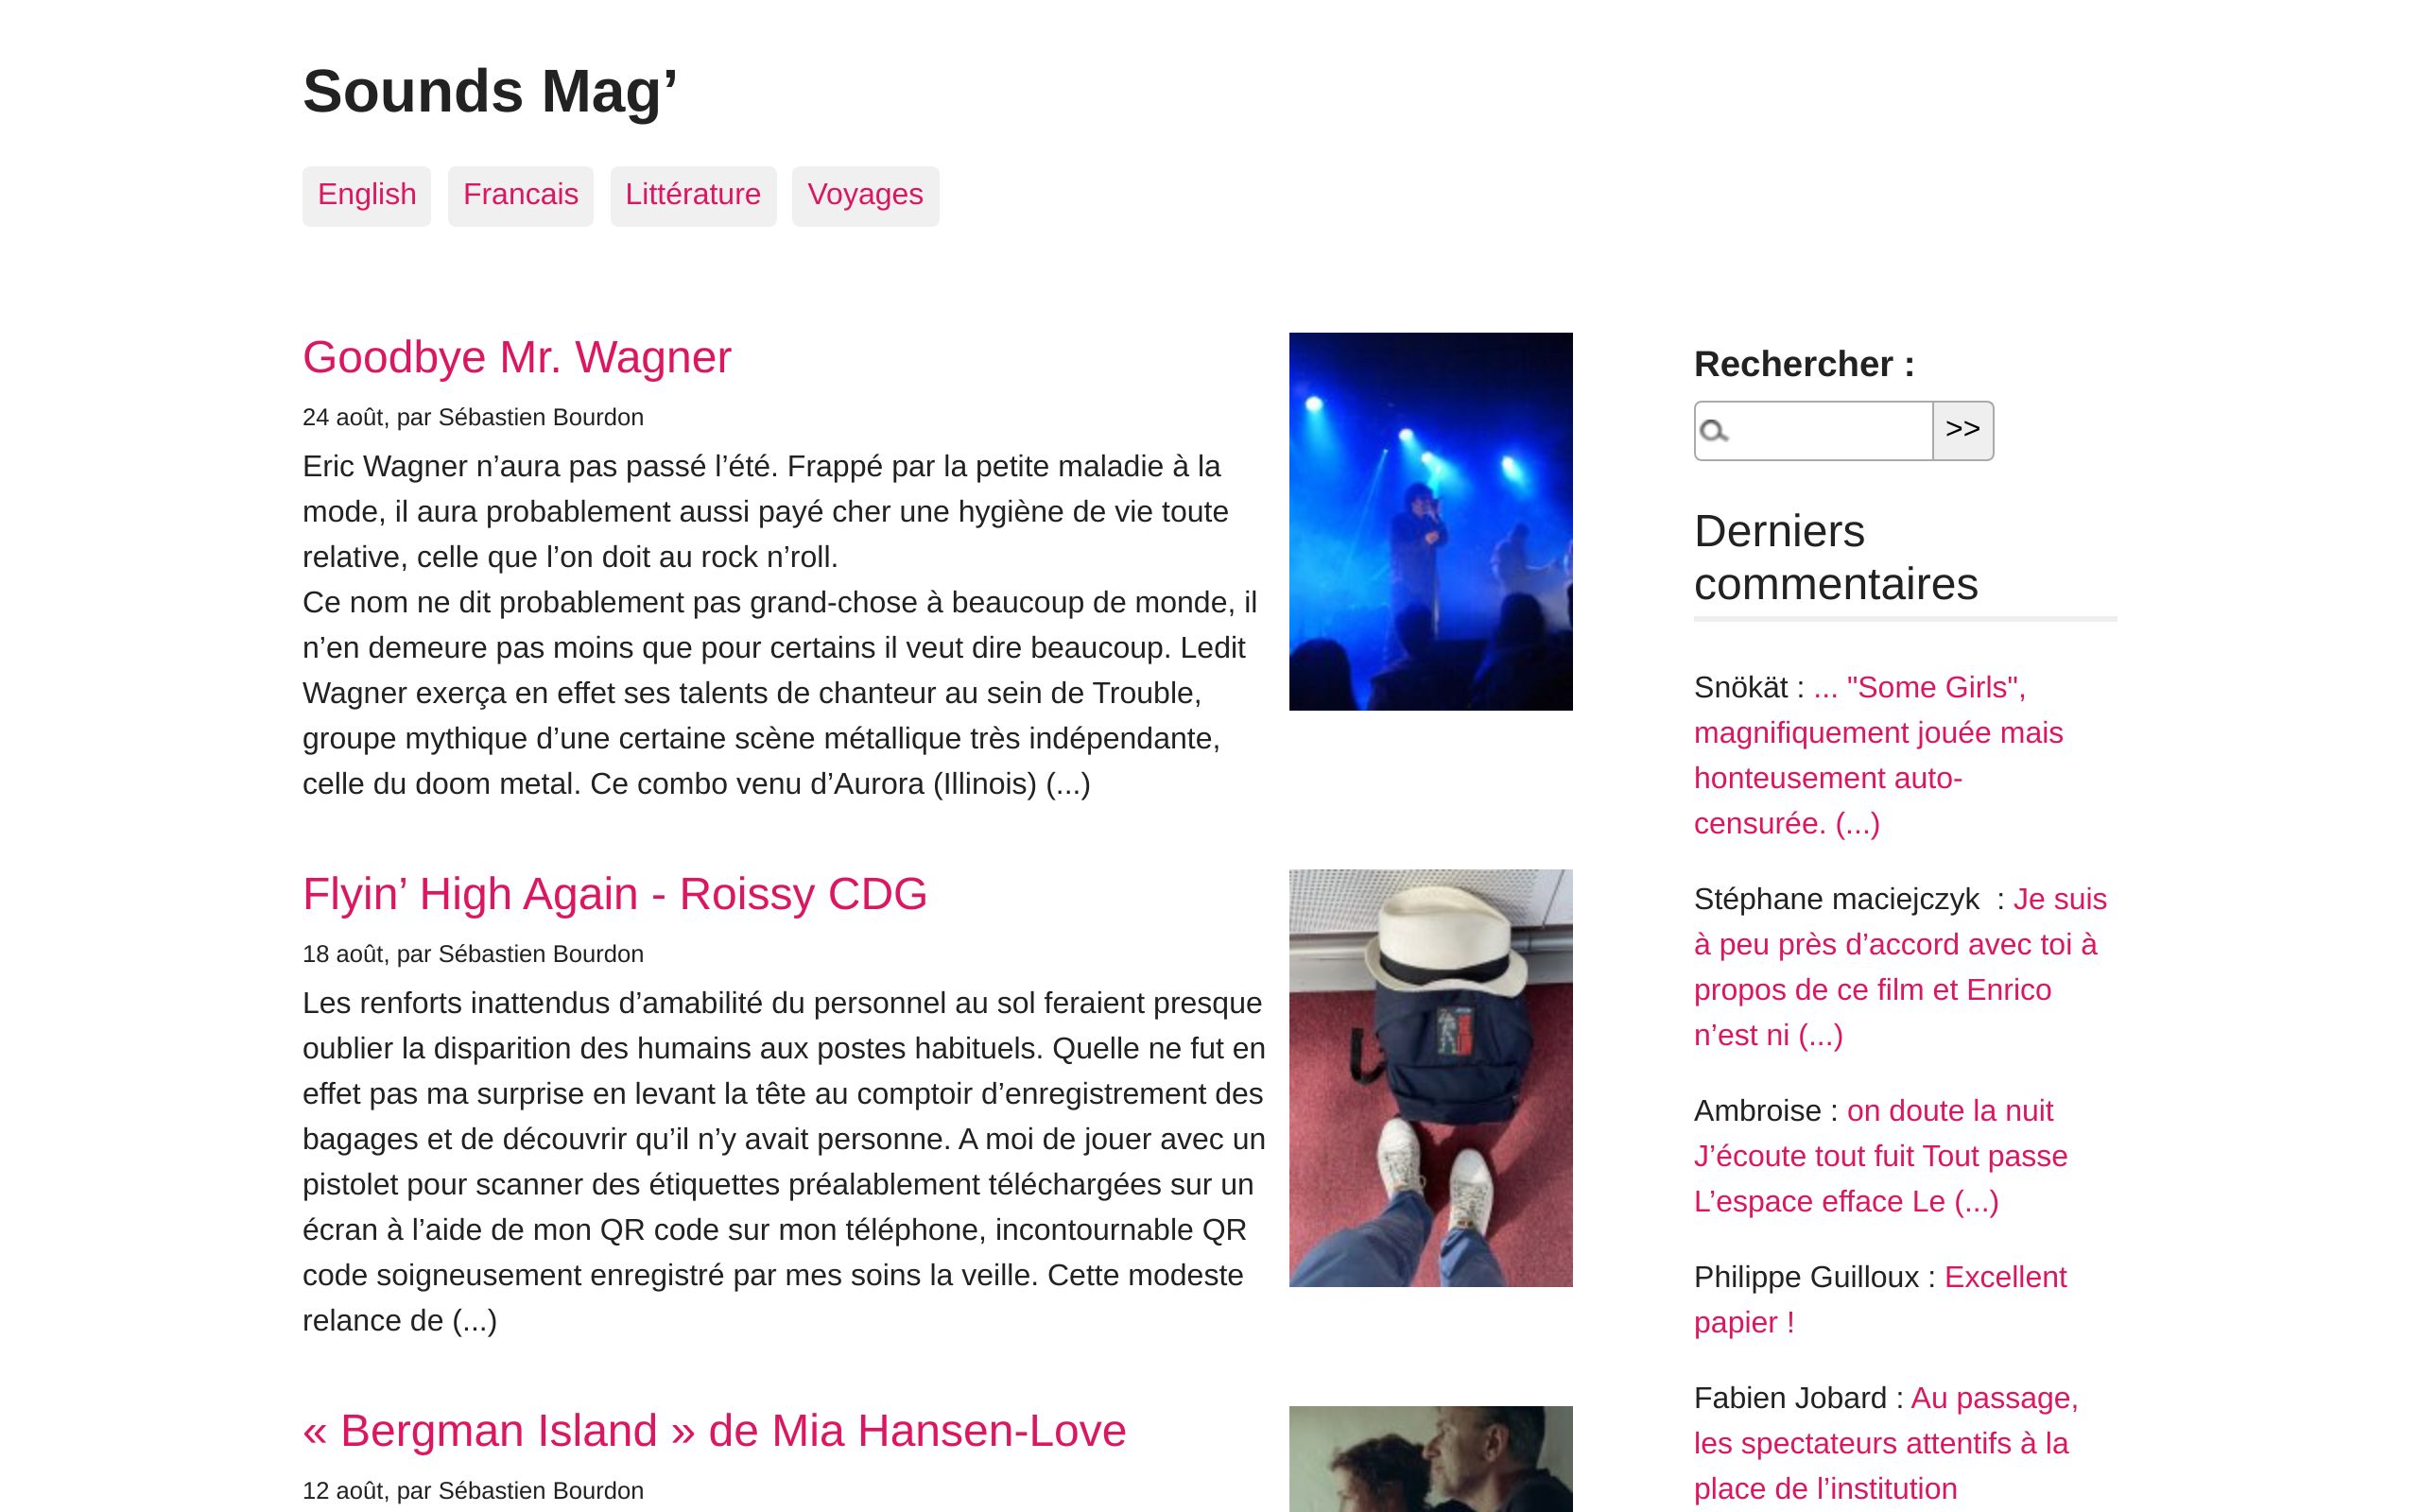 Sounds Mag’
English Francais Littérature Voyages
Goodbye Mr. Wagner
24 août, par Sébastien Bourdon
Eric Wagner n’aura pas passé l’été. Frappé par la petite maladie à la
mode, il aura probablement aussi payé cher une hygiène de vie toute
relative, celle que l’on doit au rock n’roll.
Ce nom ne dit probablement pas grand-chose à beaucoup de monde, il
n’en demeure pas moins que pour certains il veut dire beaucoup. Ledit
Wagner exerça en effet ses talents de chanteur au sein de Trouble,
groupe mythique d’une certaine scène métallique très indépendante,
celle du doom metal. Ce combo venu d’Aurora (Illinois) (...)
Flyin’ High Again - Roissy CDG
18 août, par Sébastien Bourdon
Les renforts inattendus d’amabilité du personnel au sol feraient presque
oublier la disparition des humains aux postes habituels. Quelle ne fut en
effet pas ma surprise en levant la tête au comptoir d’enregistrement des
bagages et de découvrir qu’il n’y avait personne. A moi de jouer avec un
pistolet pour scanner des étiquettes préalablement téléchargées sur un
écran à l’aide de mon QR code sur mon téléphone, incontournable QR
code soigneusement enregistré par mes soins la veille. Cette modeste
relance de (...)
« Bergman Island » de Mia Hansen-Love
12 août, par Sébastien Bourdon
Rechercher :
>>
Derniers
commentaires
Snökät : ... "Some Girls",
magnifiquement jouée mais
honteusement auto-
censurée. (...)
Stéphane maciejczyk  : Je suis
à peu près d’accord avec toi à
propos de ce film et Enrico
n’est ni (...)
Ambroise : on doute la nuit
J’écoute tout fuit Tout passe
L’espace efface Le (...)
Philippe Guilloux : Excellent
papier !
Fabien Jobard : Au passage,
les spectateurs attentifs à la
place de l’institution